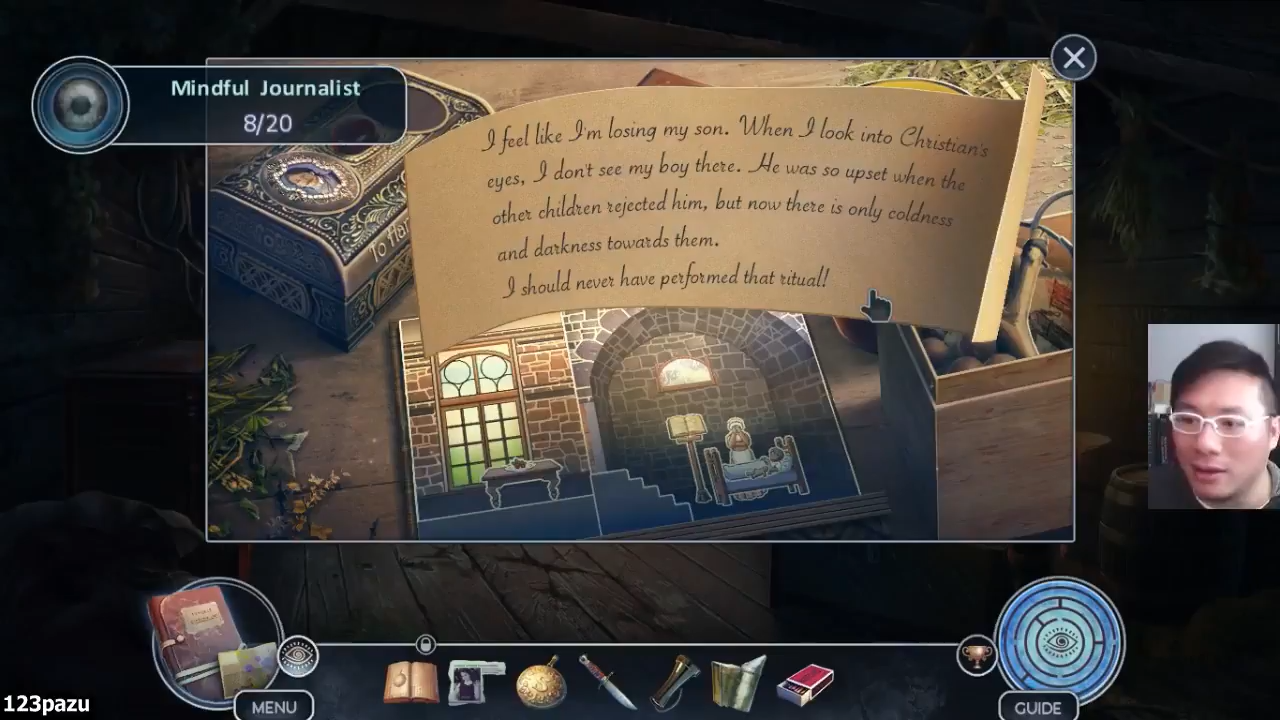 Mindful Journalist
8/20
I feel like I'm losing my son. When I look into Christian's
eyes, I don't see my boy there. He was so upset when the
other children rejected him, but now there is only coldness
and darkness towards them.
I should never have performed that ritual!
MENU
GUIDE
123pazu